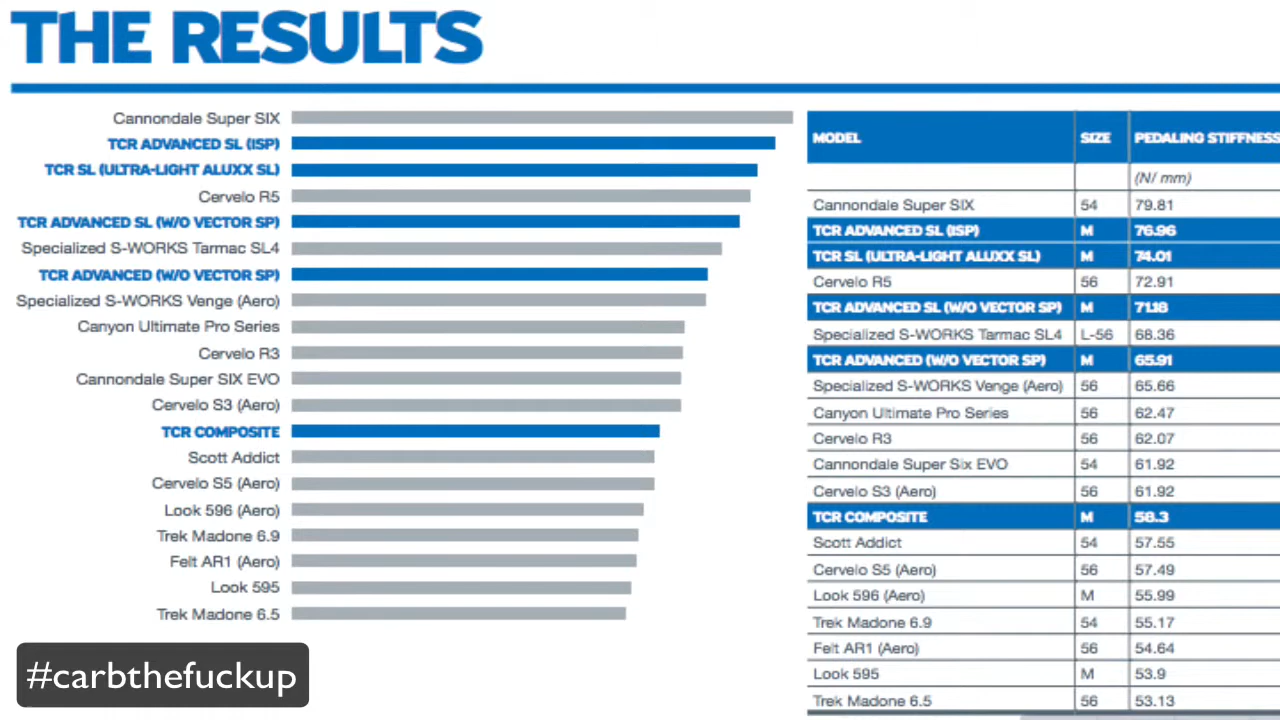 THE RESULTS
Cannondale Super SIX
TCR ADVANCED SL (ISP)
TCR SL (ULTRA-LIGHT ALUXX SL)
Cervelo R5
TCR ADVANCED SL (W/O VECTOR SP)
Specialized S-WORKS Tarmac SL4
TCR ADVANCED (W/O VECTOR SP)
Specialized S-WORKS Venge (Aero)
Canyon Ultimate Pro Series
Cervelo R3
Cannondale Super SIX EVO
Cervelo S3 (Aero)
TCR COMPOSITE
Scott Addict
Cervelo S5 (Aero)
Look 596 (Aero)
Trek Madone 6.9
Felt AR1 (Aero)
Look 595
Trek Madone 6.5
MODEL SIZE PEDALING STIFFNESS
(N/ mm)
Cannondale Super SIX 54 79.81
TCR ADVANCED SL (ISP) M 76.96
TCR SL (ULTRA-LIGHT ALUXX SL) M 74.01
Cervelo R5 56 72.91
TCR ADVANCED SL (W/O VECTOR SP) M 71.18
Specialized S-WORKS Tarmac SL4 L-56 68.36
TCR ADVANCED (W/O VECTOR SP) M 65.91
Specialized S-WORKS Venge (Aero) 56 65.66
Canyon Ultimate Pro Series 56 62.47
Cervelo R3 56 62.07
Cannondale Super Six EVO 54 61.92
Cervelo S3 (Aero) 56 61.92
TCR COMPOSITE M 58.3
Scott Addict 54 57.55
Cervelo S5 (Aero) 56 57.49
Look 596 (Aero) M 55.99
Trek Madone 6.9 54 55.17
Felt AR1 (Aero) 56 54.64
Look 595 M 53.9
Trek Madone 6.5 56 53.13
#carbthefuckup